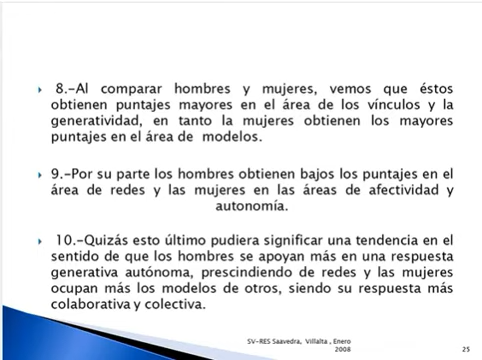 8.-Al comparar hombres y mujeres, vemos que éstos
obtienen puntajes mayores en el área de los vínculos y la
generatividad, en tanto la mujeres obtienen los mayores
puntajes en el área de modelos.
9.-Por su parte los hombres obtienen bajos los puntajes en el
área de redes y las mujeres en las áreas de afectividad y
autonomía.
10.-Quizás esto último pudiera significar una tendencia en el
sentido de que los hombres se apoyan más en una respuesta
generativa autónoma, prescindiendo de redes y las mujeres
ocupan más los modelos de otros, siendo su respuesta más
colaborativa y colectiva.
SV-RES Saavedra, Villalta , Enero
2008
25